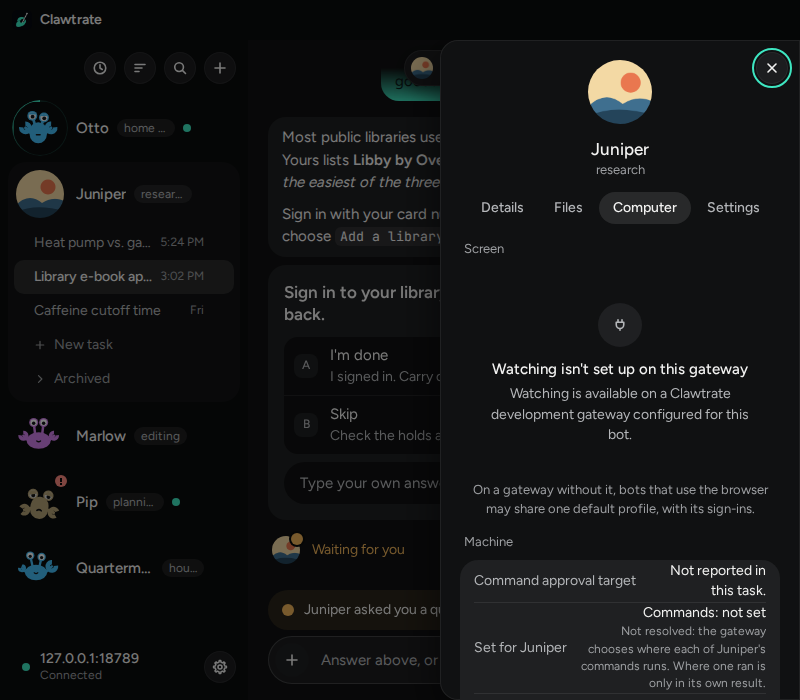 Clawtrate
Otto
home ...
Juniper
resear...
Heat pump vs. ga...
5:24 PM
Library e-book ap...
3:02 PM
Caffeine cutoff time
Fri
New task
Archived
Marlow
editing
Pip
planni...
Quarterm...
hou...
127.0.0.1:18789
Connected
Most public libraries use
Yours lists Libby by Ove
the easiest of the three
Sign in with your card n
choose Add a library
Sign in to your librar
back.
A
I'm done
I signed in. Carry o
B
Skip
Check the holds a
Type your own answ
Waiting for you
Juniper asked you a qu
Answer above, or
Juniper
research
Details
Files
Computer
Settings
Screen
Watching isn't set up on this gateway
Watching is available on a Clawtrate
development gateway configured for this
bot.
On a gateway without it, bots that use the browser
may share one default profile, with its sign-ins.
Machine
Command approval target
Not reported in
this task.
Set for Juniper
Commands: not set
Not resolved: the gateway
chooses where each of Juniper's
commands runs. Where one ran is
only in its own result.